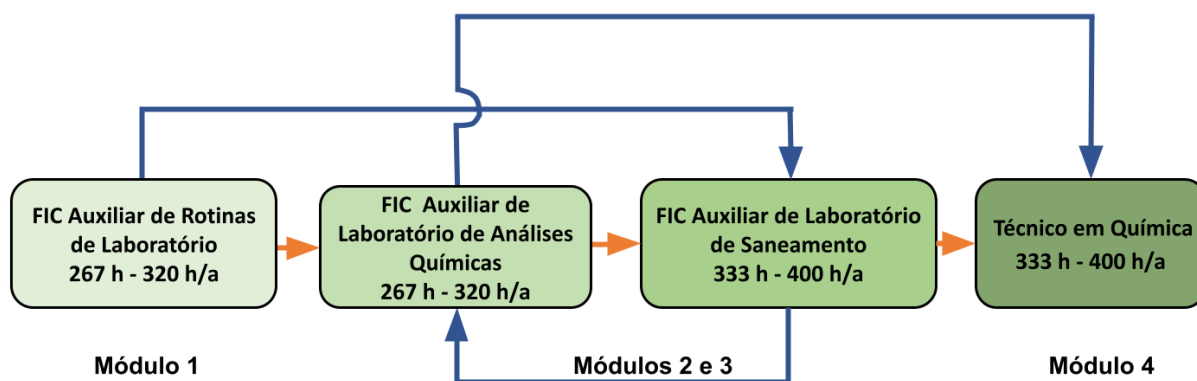 FIC Auxiliar de Rotinas
de Laboratório
267 h - 320 h/a
FIC Auxiliar de
Laboratório de Análises
Químicas
267 h - 320 h/a
FIC Auxiliar de Laboratório
de Saneamento
333 h - 400 h/a
Técnico em Química
333 h - 400 h/a
Módulo 1
Módulos 2 e 3
Módulo 4